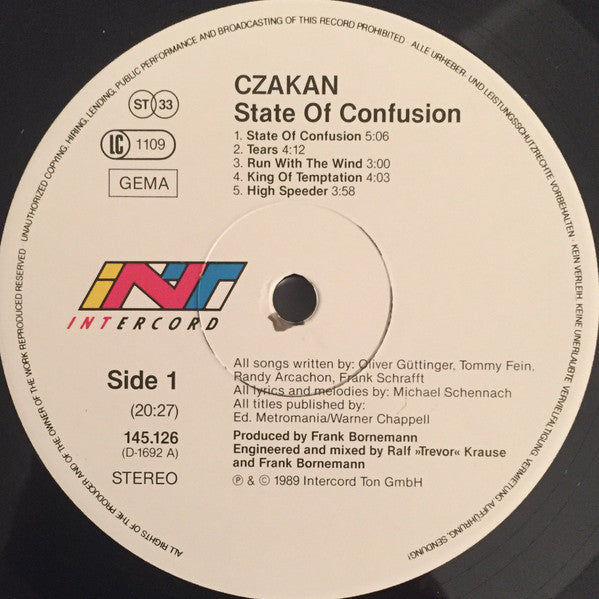 UNAUTHORIZED COPYING, HIRING, LENDING, PUBLIC PERFORMANCE AND BROADCASTING OF THIS RECORD PROHIBITED · ALLE URHEBER- UND LEISTUNGSSCHUTZRECHTE VORBEHALTEN · KEIN VERLEIH. KEINE UNERLAUBTE VERVIELFÄLTIGUNG, VERMIETUNG, AUFFÜHRUNG, SENDUNG!
ALL RIGHTS OF THE PRODUCER AND OF THE OWNER OF THE WORK REPRODUCED RESERVED ·
CZAKAN
State Of Confusion
ST 33
LC 1109
GEMA
1. State Of Confusion 5:06
2. Tears 4:12
3. Run With The Wind 3:00
4. King Of Temptation 4:03
5. High Speeder 3:58
INT
INTERCORD
Side 1
(20:27)
145.126
(D-1692 A)
STEREO
All songs written by: Oliver Güttinger, Tommy Fein,
Randy Arcachon, Frank Schrafft
All lyrics and melodies by: Michael Schennach
All titles published by:
Ed. Metromania/Warner Chappell
Produced by Frank Bornemann
Engineered and mixed by Ralf »Trevor« Krause
and Frank Bornemann
℗ & © 1989 Intercord Ton GmbH